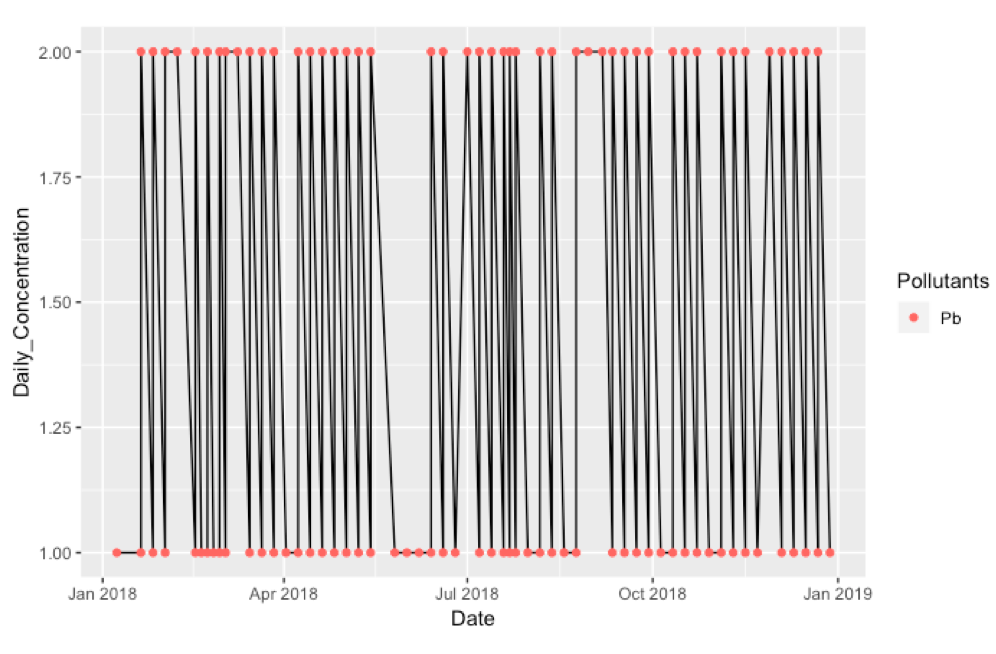 2.00
1.75
1.50
1.25
1.00
Daily_Concentration
Jan 2018
Apr 2018
Jul 2018
Oct 2018
Jan 2019
Date
Pollutants
Pb